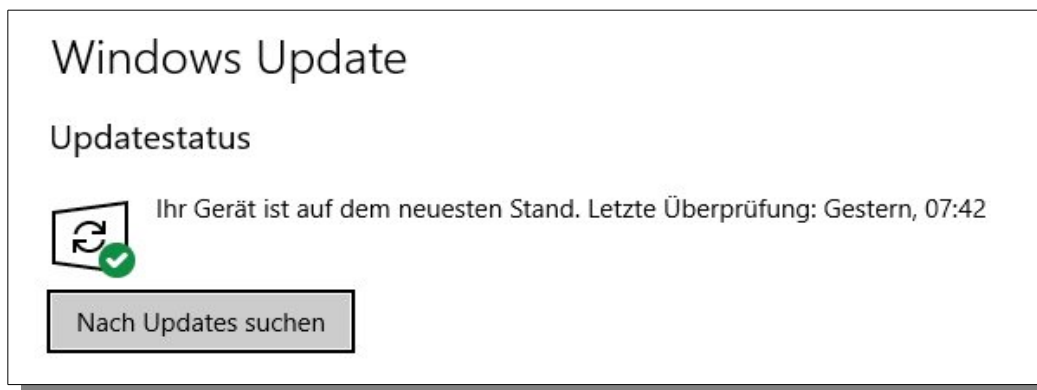 Windows Update
Updatestatus
Ihr Gerät ist auf dem neuesten Stand. Letzte Überprüfung: Gestern, 07:42
Nach Updates suchen